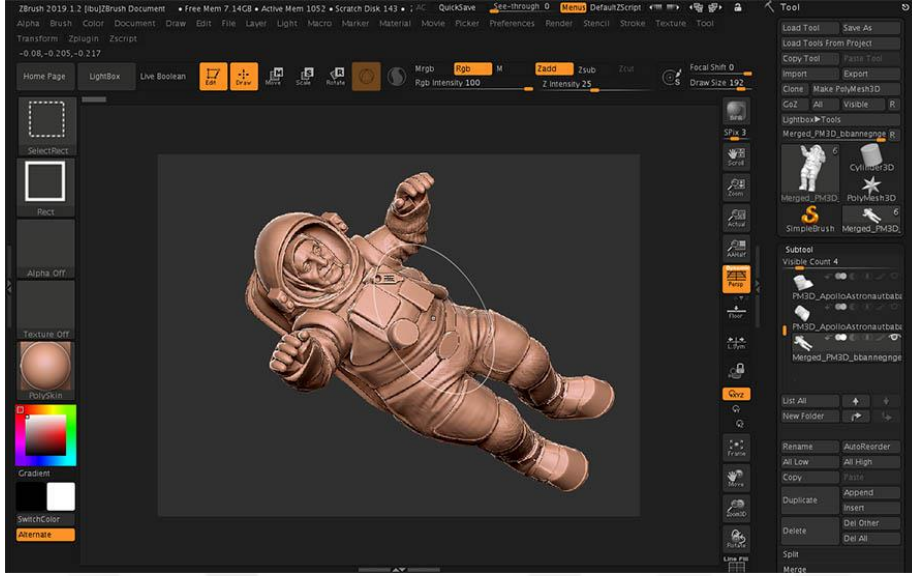 ZBrush 2019.1.2 [ibu]ZBrush Document • Free Mem 7.14GB • Active Mem 1052 • Scratch Disk 143 • AC QuickSave See-through 0 Menus DefaultZScript
Alpha Brush Color Document Draw Edit File Layer Light Macro Marker Material Movie Picker Preferences Render Stencil Stroke Texture Tool
Transform Zplugin Zscript
-0.08,-0.205,-0.217
Home Page LightBox Live Boolean Edit Draw Move Scale Rotate
Mrgb Rgb M
Rgb Intensity 100
Zadd Zsub Zcut
Z Intensity 25
S
Focal Shift 0
Draw Size 192
SelectRect
Rect
Alpha Off
Texture Off
PolySkin
Gradient
SwitchColor
Alternate
BPR
SPix 3
Scroll
Zoom
Actual
AAHalf
Dynamic
Persp
Floor
L.Sym
Qxyz
Frame
Move
Zoom3D
Rotate
Line Fill
Tool
Load Tool Save As
Load Tools From Project
Copy Tool Paste Tool
Import Export
Clone Make PolyMesh3D
GoZ All Visible R
Lightbox▶Tools
Merged_PM3D_bbannegnge R
6
Cylinder3D
Merged_PM3D_ PolyMesh3D
6
SimpleBrush Merged_PM3D_
Subtool
Visible Count 4
PM3D_ApolloAstronautbaba
PM3D_ApolloAstronautbaba
Merged_PM3D_bbannegnge
List All
New Folder
Rename AutoReorder
All Low All High
Copy Paste
Duplicate Append
Insert
Delete Del Other
Del All
Split
Merge